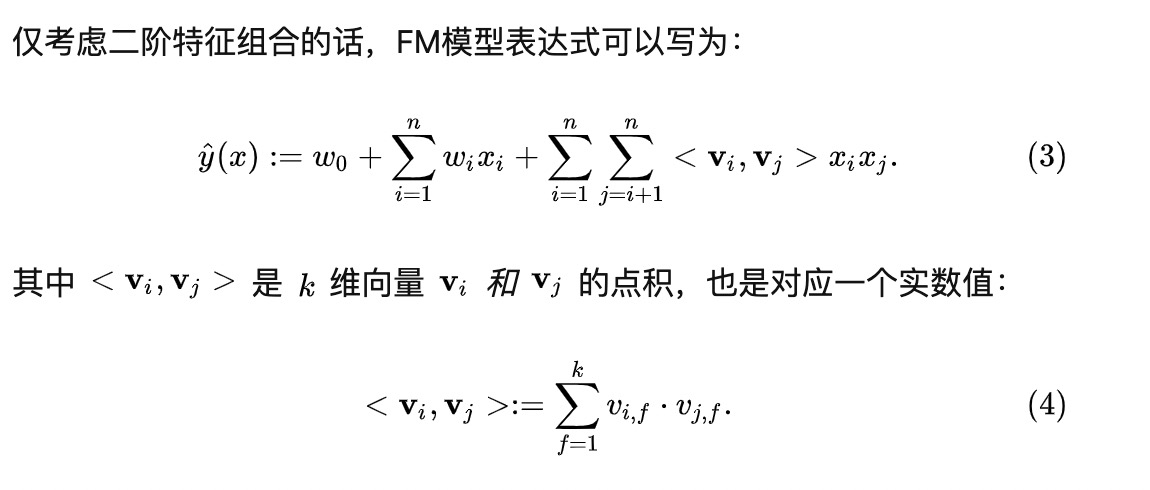 仅考虑二阶特征组合的话，FM模型表达式可以写为：
$$\hat{y}(x) := w_0 + \sum_{i=1}^{n} w_i x_i + \sum_{i=1}^{n} \sum_{j=i+1}^{n} < \mathbf{v}_i, \mathbf{v}_j > x_i x_j. \quad (3)$$
其中 $< \mathbf{v}_i, \mathbf{v}_j >$ 是 $k$ 维向量 $\mathbf{v}_i$ 和 $\mathbf{v}_j$ 的点积，也是对应一个实数值：
$$< \mathbf{v}_i, \mathbf{v}_j > := \sum_{f=1}^{k} v_{i,f} \cdot v_{j,f}. \quad (4)$$